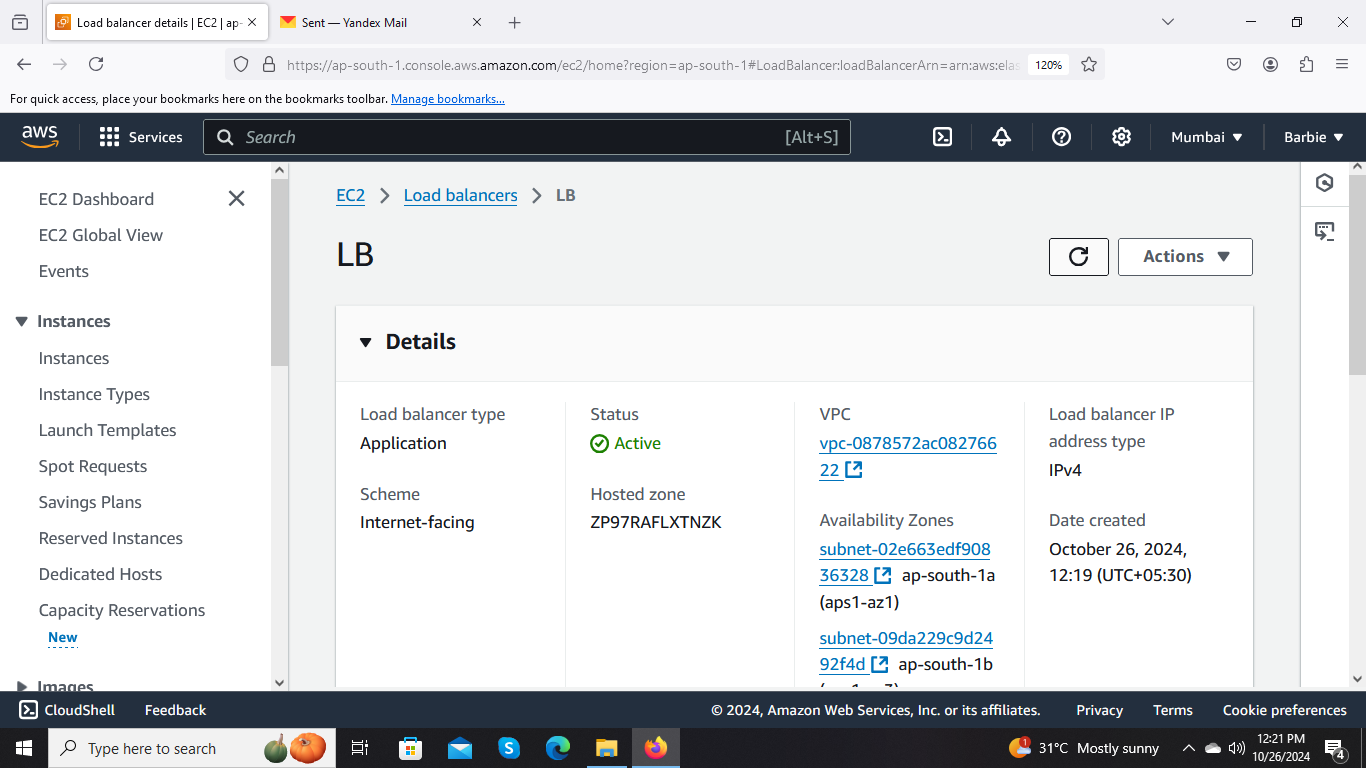 Load balancer details | EC2 | ap-
Sent — Yandex Mail
https://ap-south-1.console.aws.amazon.com/ec2/home?region=ap-south-1#LoadBalancer:loadBalancerArn=arn:aws:elas
120%
For quick access, place your bookmarks here on the bookmarks toolbar. Manage bookmarks...
aws
Services
Search
[Alt+S]
Mumbai
Barbie
EC2 Dashboard
EC2 Global View
Events
Instances
Instances
Instance Types
Launch Templates
Spot Requests
Savings Plans
Reserved Instances
Dedicated Hosts
Capacity Reservations
New
Images
EC2 > Load balancers > LB
LB
Actions
Details
Load balancer type
Application
Scheme
Internet-facing
Status
Active
Hosted zone
ZP97RAFLXTNZK
VPC
vpc-0878572ac082766
22
Availability Zones
subnet-02e663edf908
36328 ap-south-1a
(aps1-az1)
subnet-09da229c9d24
92f4d ap-south-1b
Load balancer IP
address type
IPv4
Date created
October 26, 2024,
12:19 (UTC+05:30)
CloudShell
Feedback
© 2024, Amazon Web Services, Inc. or its affiliates.
Privacy
Terms
Cookie preferences
Type here to search
1
31°C Mostly sunny
12:21 PM
10/26/2024
4